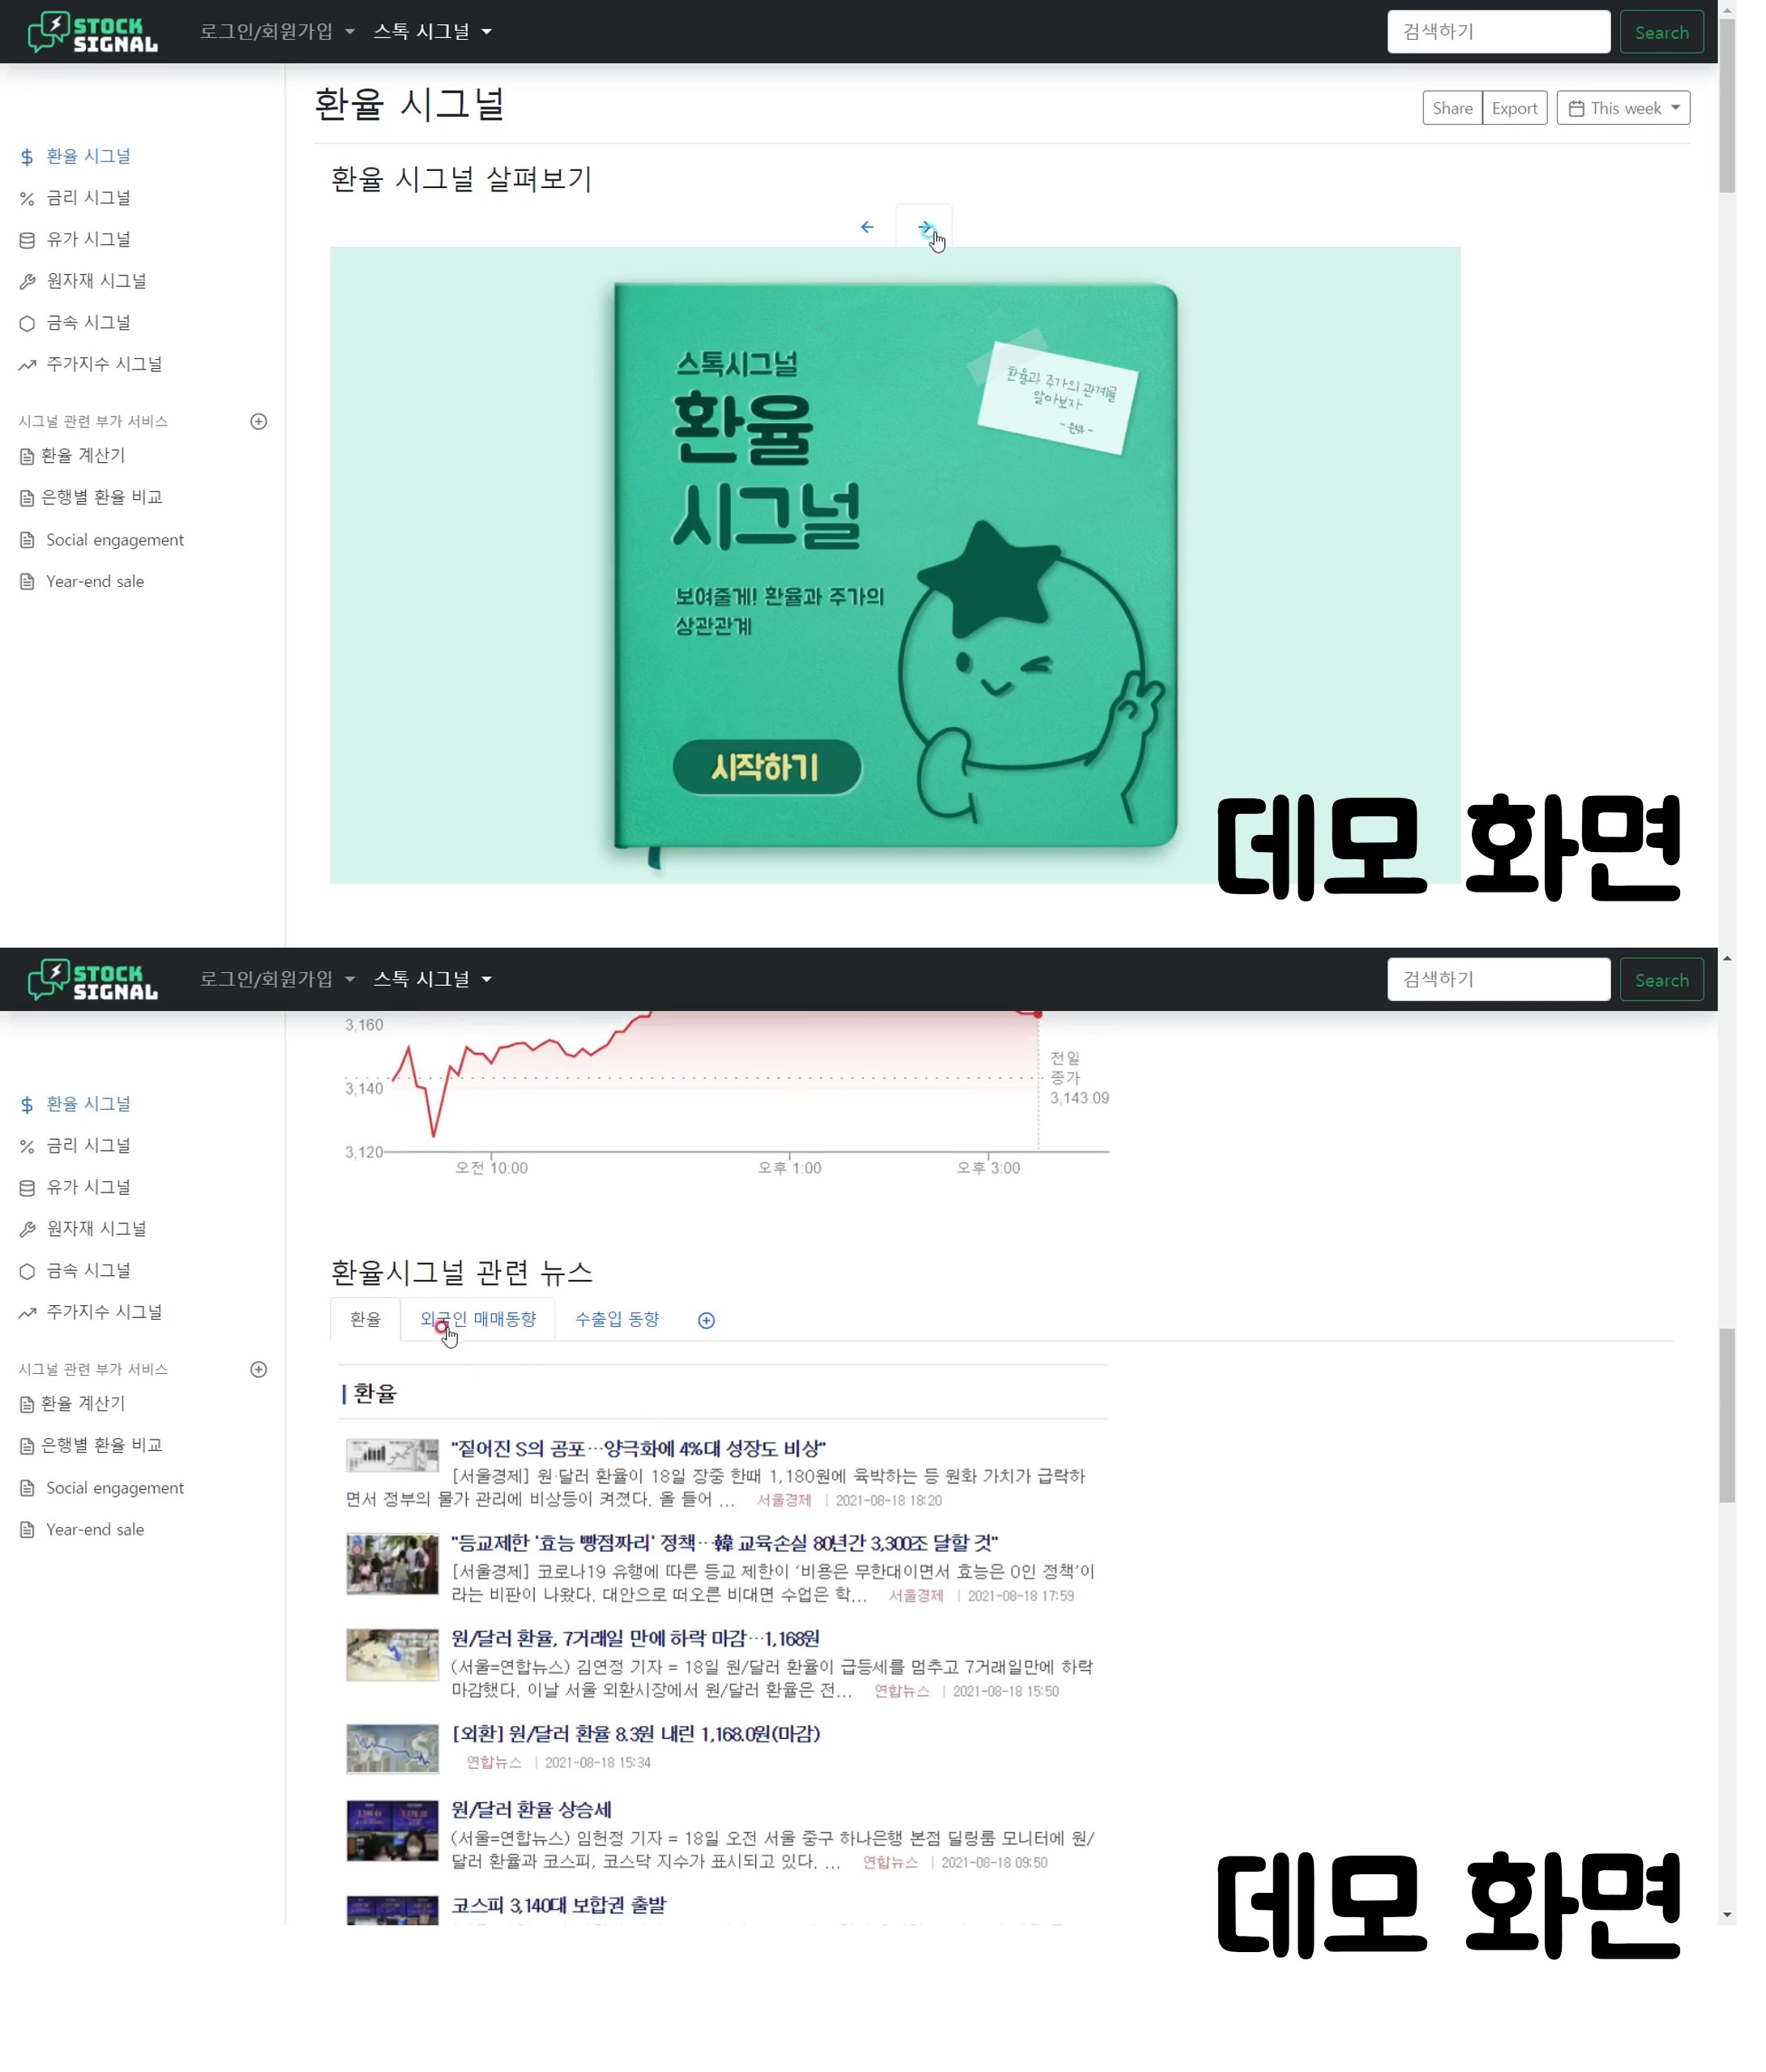 STOCK SIGNAL
로그인/회원가입
스톡 시그널
검색하기
Search
환율 시그널
Share
Export
This week
환율 시그널
금리 시그널
유가 시그널
원자재 시그널
금속 시그널
주가지수 시그널
시그널 관련 부가 서비스
환율 계산기
은행별 환율 비교
Social engagement
Year-end sale
환율 시그널 살펴보기
스톡시그널
환율
시그널
보여줄게! 환율과 주가의
상관관계
시작하기
환율과 주가의 관계를
알아보자
데모 화면
STOCK SIGNAL
로그인/회원가입
스톡 시그널
검색하기
Search
환율 시그널
금리 시그널
유가 시그널
원자재 시그널
금속 시그널
주가지수 시그널
시그널 관련 부가 서비스
환율 계산기
은행별 환율 비교
Social engagement
Year-end sale
3,160
3,140
3,120
오전 10:00
오후 1:00
오후 3:00
전일
종가
3,143.09
환율시그널 관련 뉴스
환율
외국인 매매동향
수출입 동향
환율
"짙어진 S의 공포…양극화에 4%대 성장도 비상"
[서울경제] 원·달러 환율이 18일 장중 한때 1,180원에 육박하는 등 원화 가치가 급락하
면서 정부의 물가 관리에 비상등이 켜졌다. 올 들어 ... 서울경제 | 2021-08-18 18:20
"등교제한 '효능 빵점짜리' 정책…韓 교육손실 80년간 3,300조 달할 것"
[서울경제] 코로나19 유행에 따른 등교 제한이 '비용은 무한대이면서 효능은 0인 정책'이
라는 비판이 나왔다. 대안으로 떠오른 비대면 수업은 학... 서울경제 | 2021-08-18 17:59
원/달러 환율, 7거래일 만에 하락 마감…1,168원
(서울=연합뉴스) 김연정 기자 = 18일 원/달러 환율이 급등세를 멈추고 7거래일만에 하락
마감했다. 이날 서울 외환시장에서 원/달러 환율은 전... 연합뉴스 | 2021-08-18 15:50
[외환] 원/달러 환율 8.3원 내린 1,168.0원(마감)
연합뉴스 | 2021-08-18 15:34
원/달러 환율 상승세
(서울=연합뉴스) 임헌정 기자 = 18일 오전 서울 중구 하나은행 본점 딜링룸 모니터에 원/
달러 환율과 코스피, 코스닥 지수가 표시되고 있다. ... 연합뉴스 | 2021-08-18 09:50
코스피 3,140대 보합권 출발
데모 화면